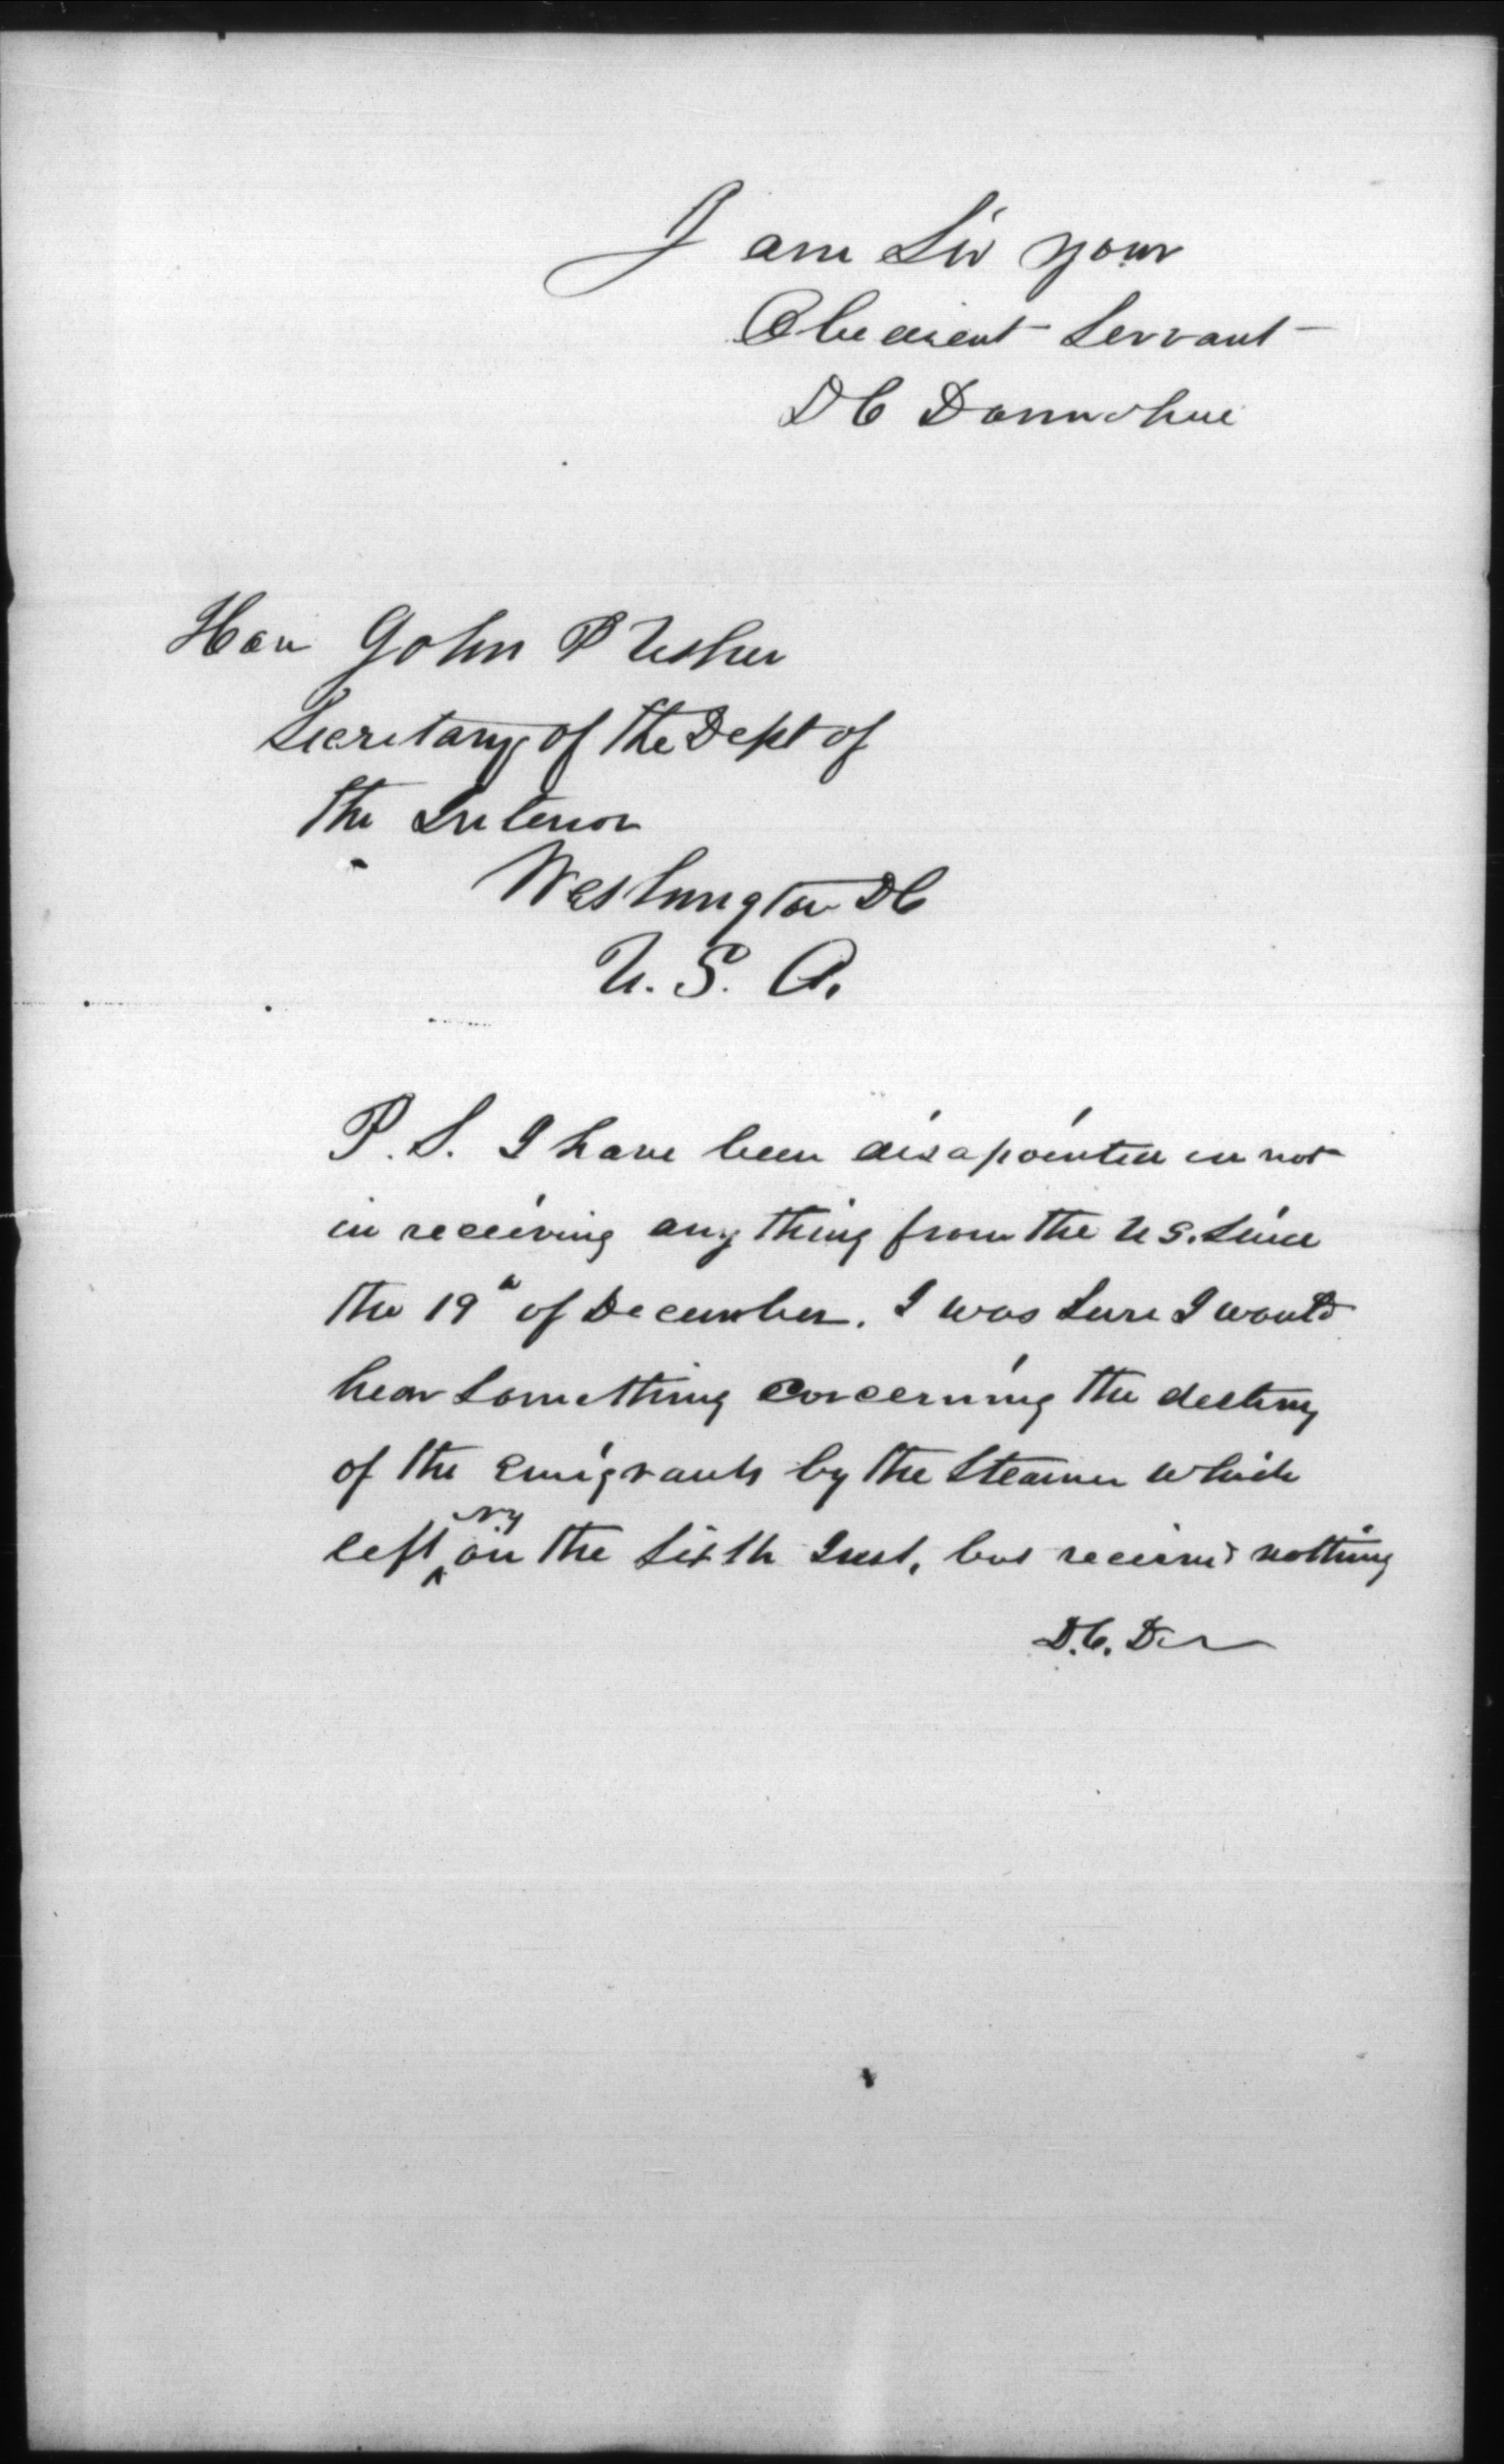 I am Sir your
Obedient Servant
D C Donnohue
Hon John P Usher
Secretary of the Dept of
the Interior
Washington DC
U. S. A.
P. S. I have been disapointed in not
in receiving any thing from the U S. Since
the 19th of December. I was Sure I would
hear Something Concerning the destiny
of the Emigrants by the Steamer which
left NY on the Sixth Inst, but received nothing
D. C. D